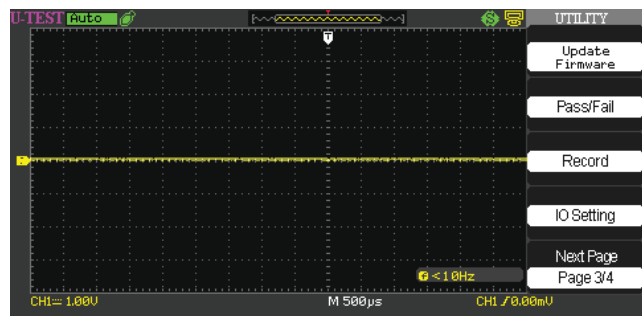 U-TEST Auto
UTILITY
T
Update
Firmware
Pass/Fail
Record
IO Setting
<10Hz
Next Page
Page 3/4
CH1 1.00V
M 500µs
CH1 0.00mV